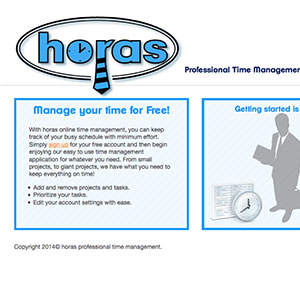 horas
Professional Time Managemen
Manage your time for Free!
With horas online time management, you can keep
track of your busy schedule with minimum effort.
Simply sign up for your free account and then begin
enjoying our easy to use time management
application for whatever you need. From small
projects, to giant projects, we have what you need to
keep everything on time!
Add and remove projects and tasks.
Prioritize your tasks.
Edit your account settings with ease.
Getting started is
Copyright 2014© horas professional time management.